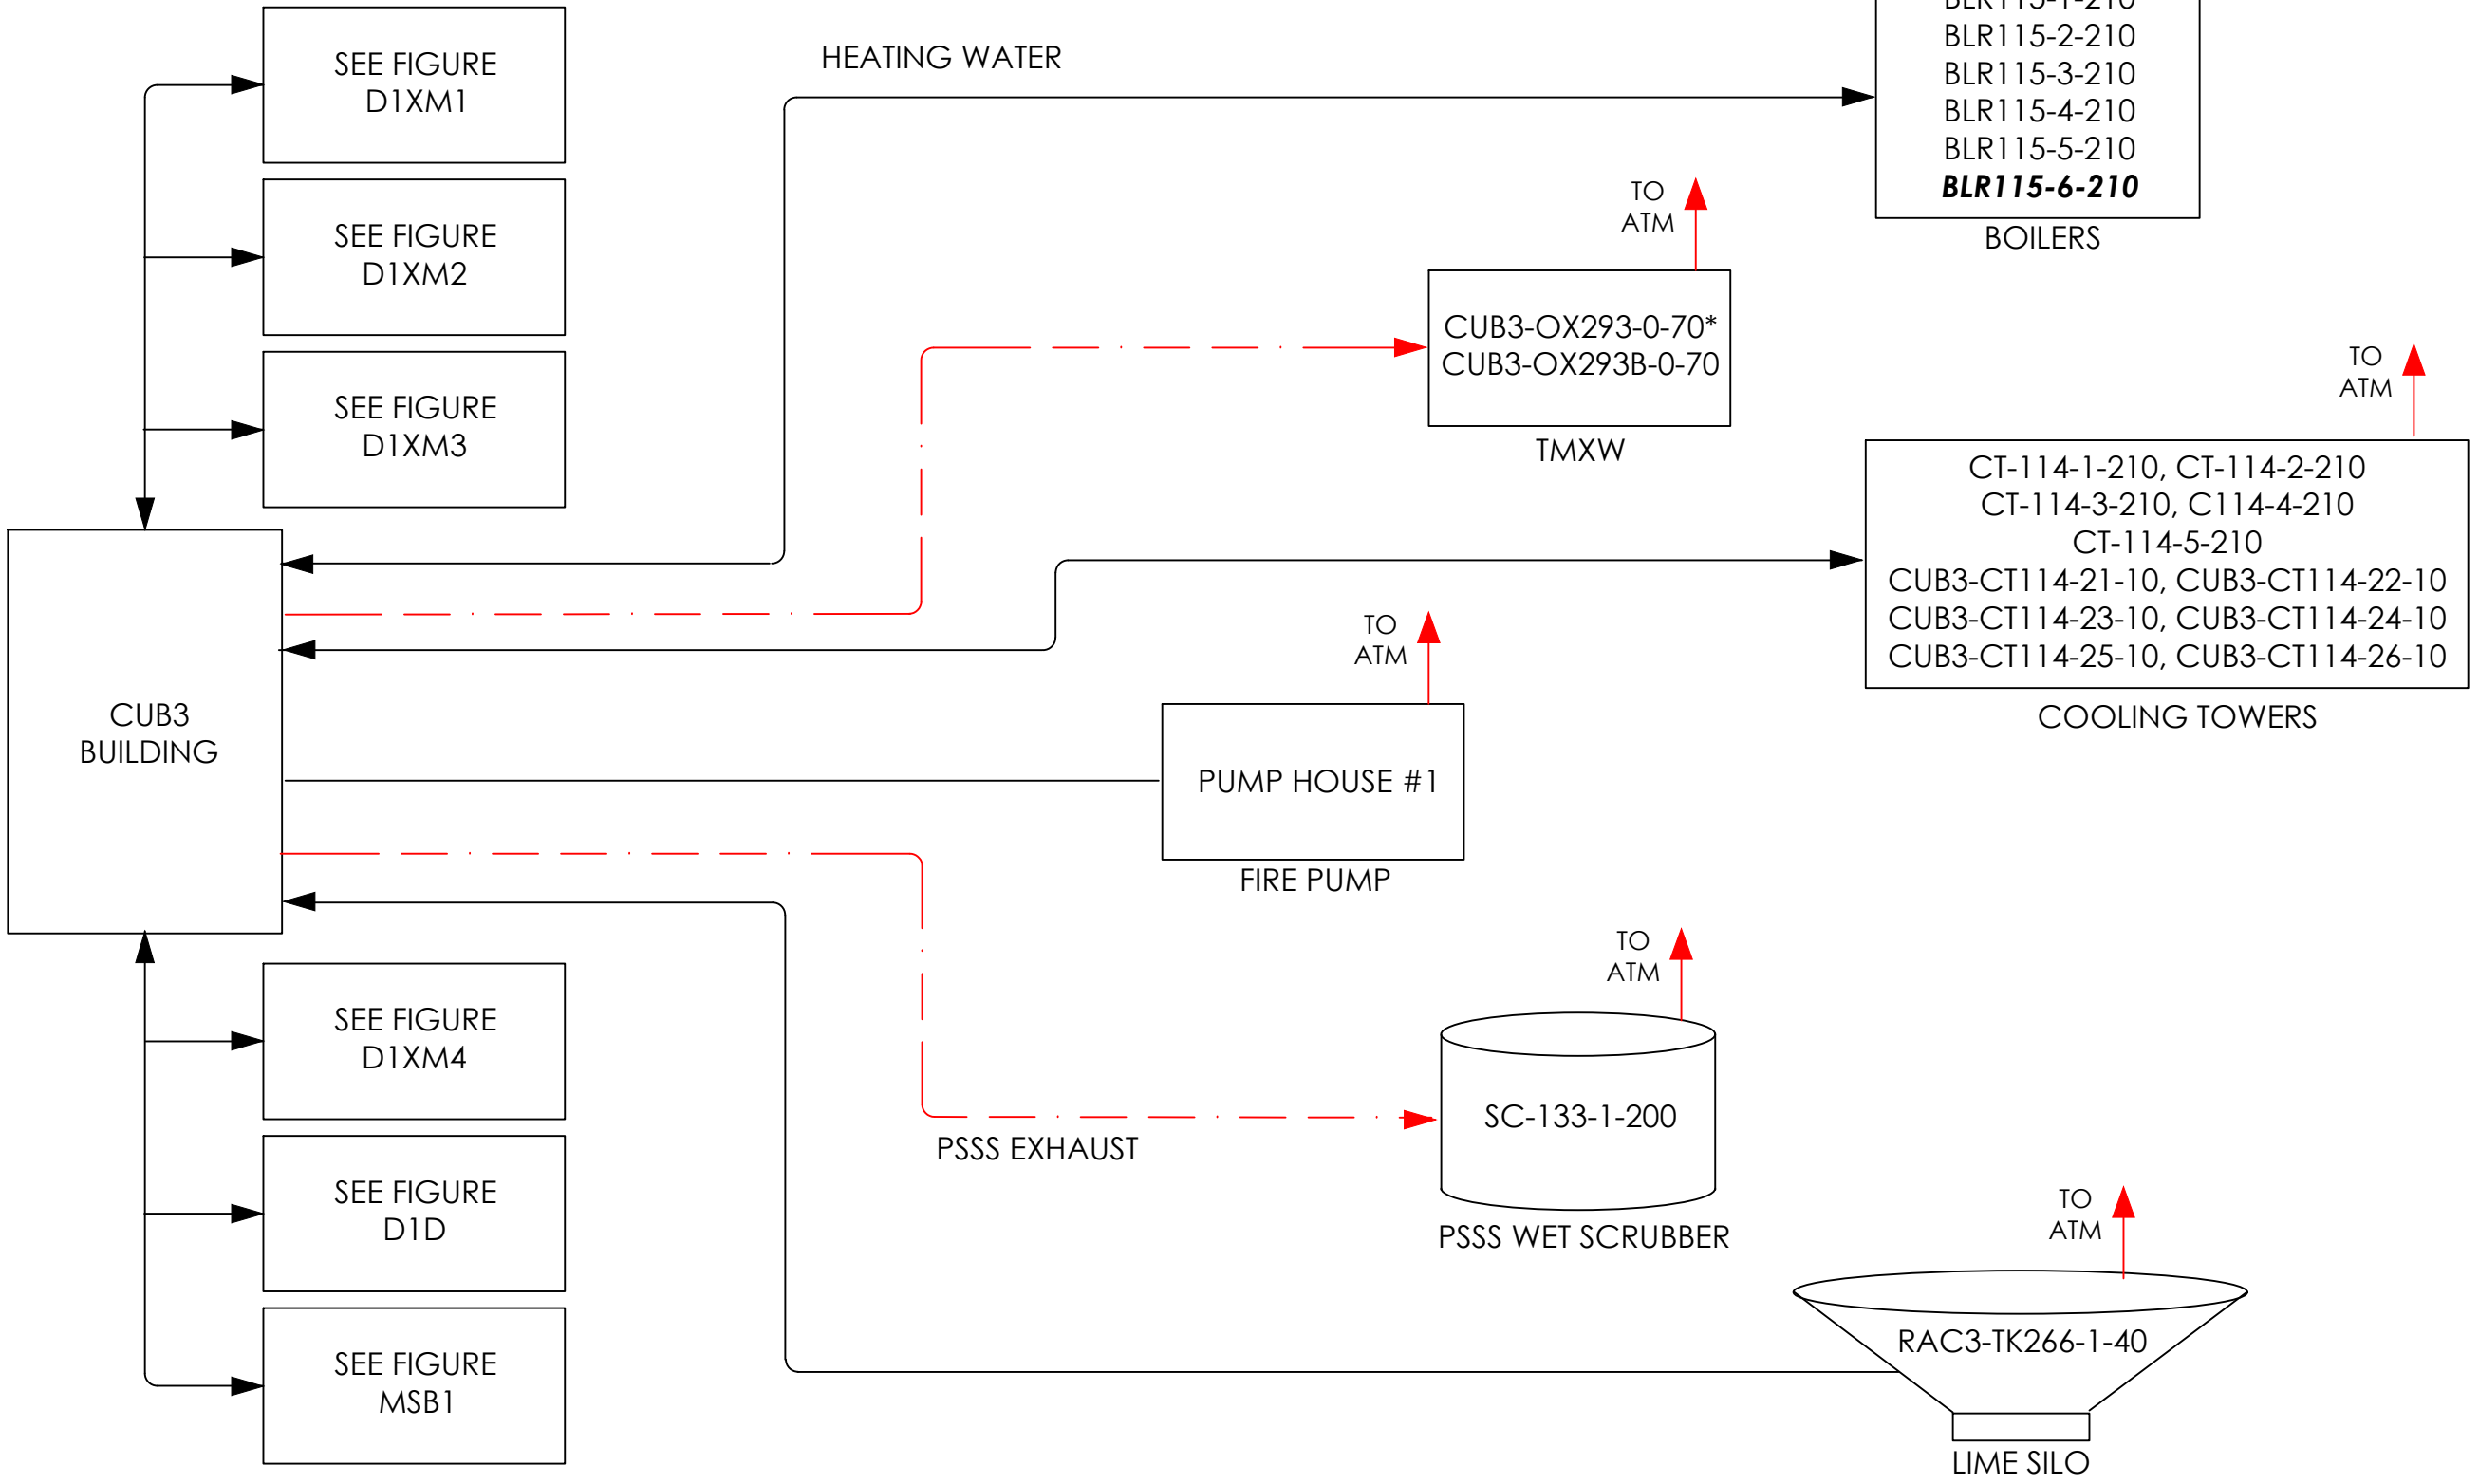 BLR115-1-210
BLR115-2-210
BLR115-3-210
BLR115-4-210
BLR115-5-210
BLR115-6-210
BOILERS
SEE FIGURE
D1XM1
HEATING WATER
SEE FIGURE
D1XM2
TO
ATM
CUB3-OX293-0-70*
CUB3-OX293B-0-70
TMXW
SEE FIGURE
D1XM3
TO
ATM
CT-114-1-210, CT-114-2-210
CT-114-3-210, C114-4-210
CT-114-5-210
CUB3-CT114-21-10, CUB3-CT114-22-10
CUB3-CT114-23-10, CUB3-CT114-24-10
CUB3-CT114-25-10, CUB3-CT114-26-10
COOLING TOWERS
CUB3
BUILDING
TO
ATM
PUMP HOUSE #1
FIRE PUMP
SEE FIGURE
D1XM4
TO
ATM
SC-133-1-200
PSSS EXHAUST
PSSS WET SCRUBBER
SEE FIGURE
D1D
TO
ATM
RAC3-TK266-1-40
LIME SILO
SEE FIGURE
MSB1